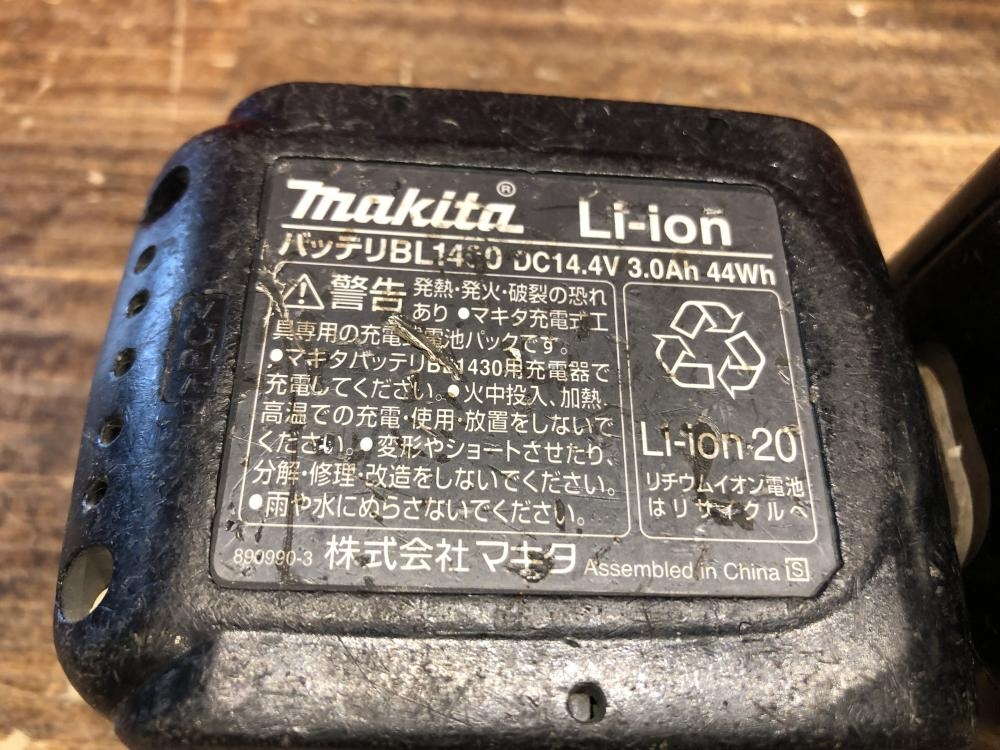 makita® Li-ion
バッテリBL1430 DC14.4V 3.0Ah 44Wh
警告 発熱・発火・破裂の恐れ
あり ●マキタ充電式工
具専用の充電式電池パックです。
●マキタバッテリBL1430用充電器で
充電してください。●火中投入、加熱・
高温での充電・使用・放置をしないで
ください。●変形やショートさせたり、
分解・修理・改造をしないでください。
●雨や水にぬらさないでください。
Li-ion 20
リチウムイオン電池
はリサイクルへ
890990-3 株式会社 マキタ Assembled in China S